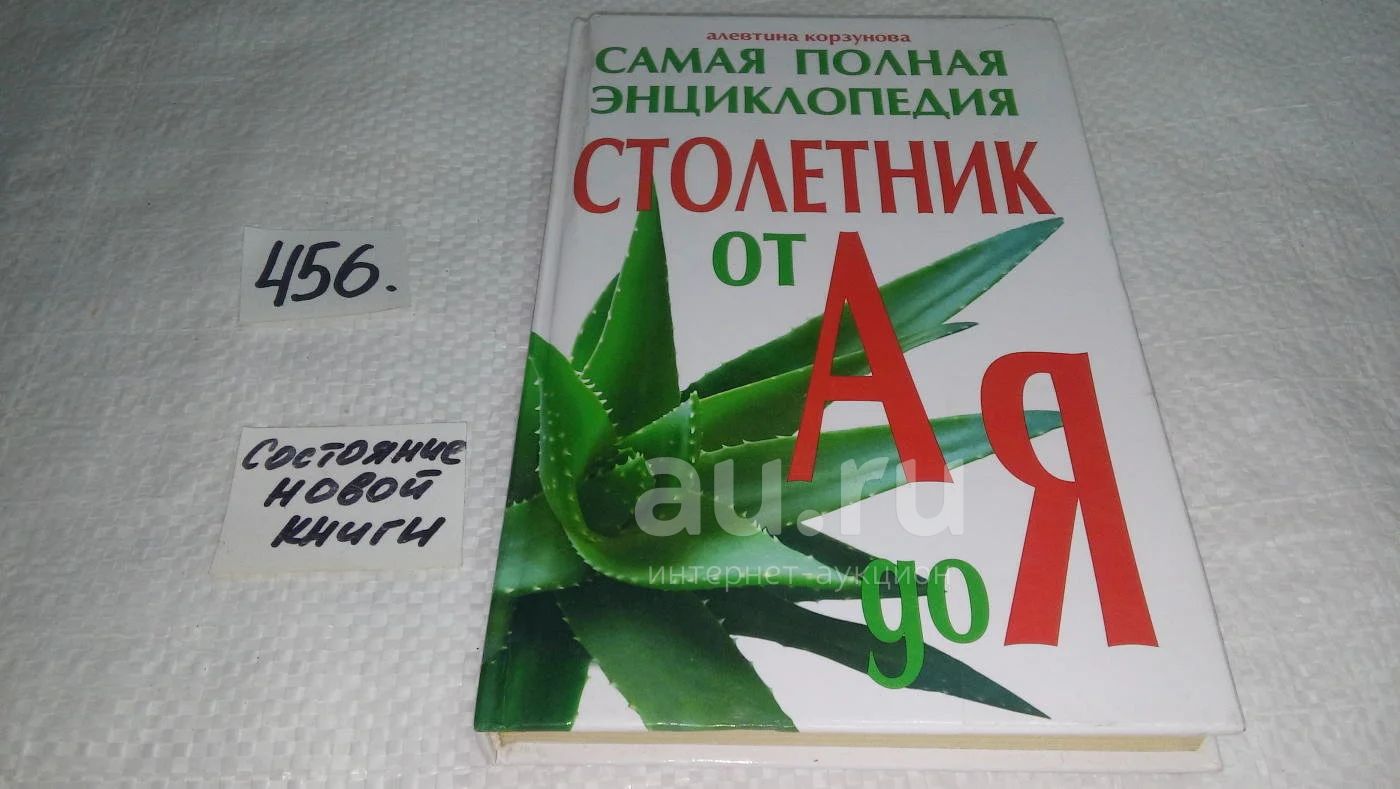 алевтина корзунова
САМАЯ ПОЛНАЯ
ЭНЦИКЛОПЕДИЯ
СТОЛЕТНИК
от А
до Я
456.
Состояние
новой
книги
au.ru
интернет-аукцион